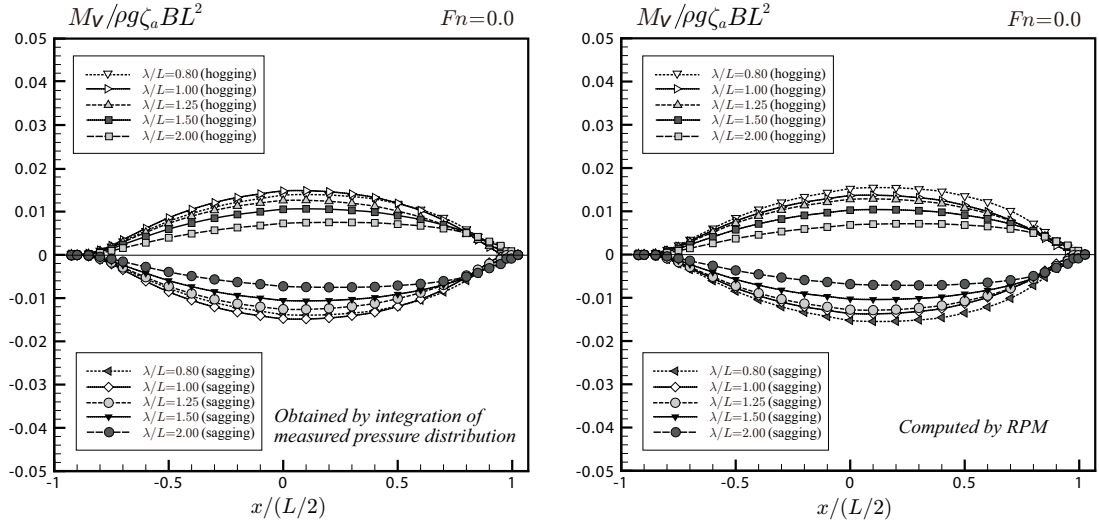 M_V/ρgζ_aBL² Fn=0.0
0.05
0.04
0.03
0.02
0.01
0
-0.01
-0.02
-0.03
-0.04
-0.05
λ/L=0.80 (hogging)
λ/L=1.00 (hogging)
λ/L=1.25 (hogging)
λ/L=1.50 (hogging)
λ/L=2.00 (hogging)
λ/L=0.80 (sagging)
λ/L=1.00 (sagging)
λ/L=1.25 (sagging)
λ/L=1.50 (sagging)
λ/L=2.00 (sagging)
Obtained by integration of
measured pressure distribution
-1 -0.5 0 0.5 1
x/(L/2)
M_V/ρgζ_aBL² Fn=0.0
0.05
0.04
0.03
0.02
0.01
0
-0.01
-0.02
-0.03
-0.04
-0.05
λ/L=0.80 (hogging)
λ/L=1.00 (hogging)
λ/L=1.25 (hogging)
λ/L=1.50 (hogging)
λ/L=2.00 (hogging)
λ/L=0.80 (sagging)
λ/L=1.00 (sagging)
λ/L=1.25 (sagging)
λ/L=1.50 (sagging)
λ/L=2.00 (sagging)
Computed by RPM
-1 -0.5 0 0.5 1
x/(L/2)